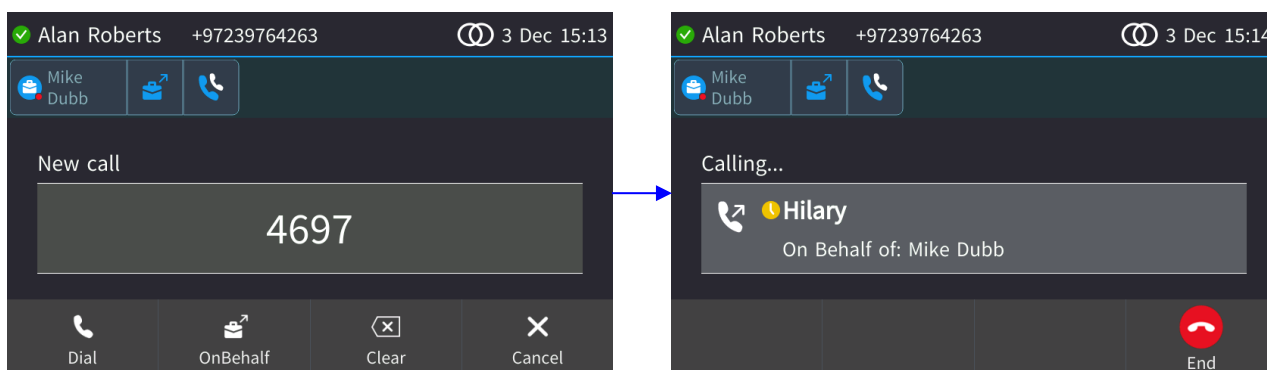 Alan Roberts +97239764263 3 Dec 15:13
Mike
Dubb
New call
4697
Dial OnBehalf Clear Cancel
Alan Roberts +97239764263 3 Dec 15:14
Mike
Dubb
Calling...
Hilary
On Behalf of: Mike Dubb
End